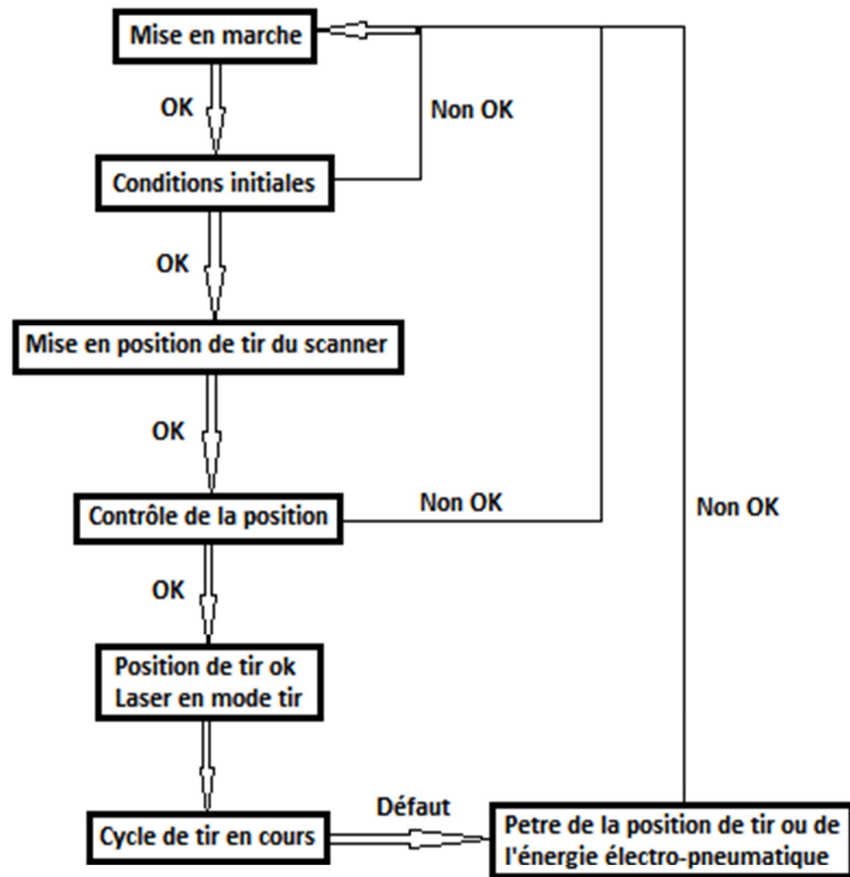 Mise en marche
OK
Non OK
Conditions initiales
OK
Mise en position de tir du scanner
OK
Contrôle de la position
Non OK
Non OK
OK
Position de tir ok
Laser en mode tir
Défaut
Cycle de tir en cours
Petre de la position de tir ou de
l'énergie électro-pneumatique